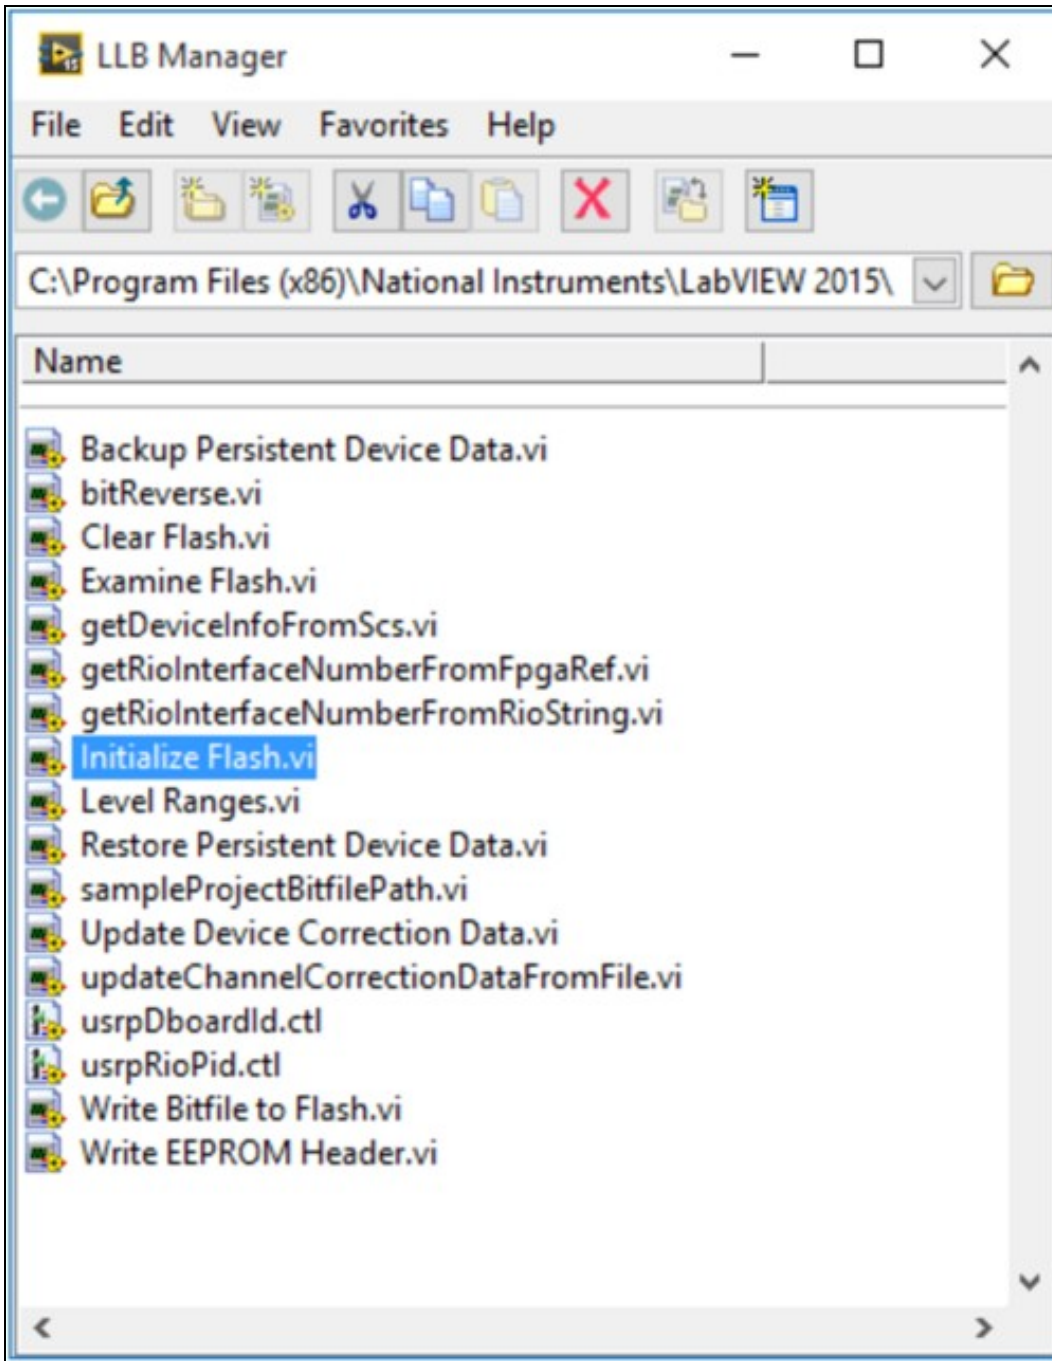 LLB Manager
File Edit View Favorites Help
C:\Program Files (x86)\National Instruments\LabVIEW 2015\
Name
Backup Persistent Device Data.vi
bitReverse.vi
Clear Flash.vi
Examine Flash.vi
getDeviceInfoFromScs.vi
getRioInterfaceNumberFromFpgaRef.vi
getRioInterfaceNumberFromRioString.vi
Initialize Flash.vi
Level Ranges.vi
Restore Persistent Device Data.vi
sampleProjectBitfilePath.vi
Update Device Correction Data.vi
updateChannelCorrectionDataFromFile.vi
usrpDboardId.ctl
usrpRioPid.ctl
Write Bitfile to Flash.vi
Write EEPROM Header.vi